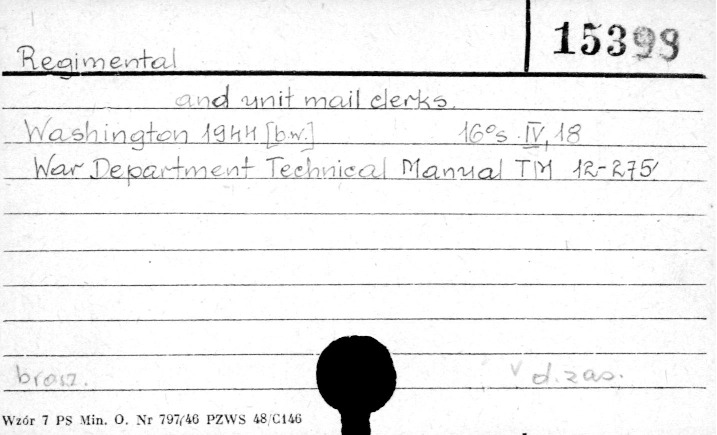 15399
Regimental
and unit mail clerks.
Washington 1944 [b.w.] 16°s. IV, 18
War Department Technical Manual TM 12-275
brosz. d. zao.
Wzór 7 PS Min. O. Nr 797/46 PZWS 48/C146